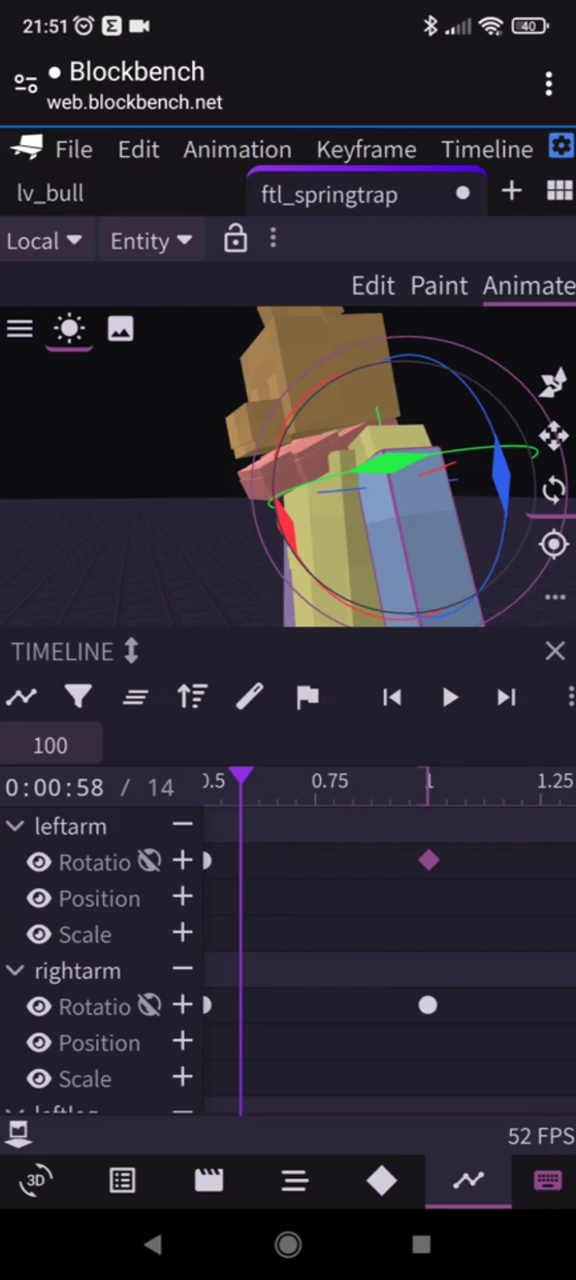 21:51 40
Blockbench
web.blockbench.net
File Edit Animation Keyframe Timeline
lv_bull ftl_springtrap
Local Entity
Edit Paint Animate
TIMELINE
100
0:00:58 / 14 0.5 0.75 1 1.25
leftarm
Rotatio
Position
Scale
rightarm
Rotatio
Position
Scale
leftleg
52 FPS
3D